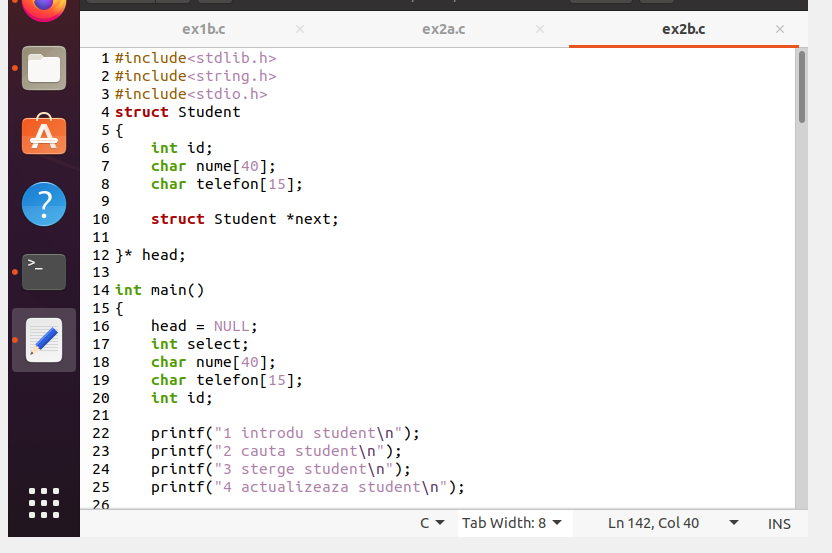 ex1b.c × ex2a.c × ex2b.c ×
1 #include<stdlib.h>
2 #include<string.h>
3 #include<stdio.h>
4 struct Student
5 {
6     int id;
7     char nume[40];
8     char telefon[15];
9
10     struct Student *next;
11
12 }* head;
13
14 int main()
15 {
16     head = NULL;
17     int select;
18     char nume[40];
19     char telefon[15];
20     int id;
21
22     printf("1 introdu student\n");
23     printf("2 cauta student\n");
24     printf("3 sterge student\n");
25     printf("4 actualizeaza student\n");
26
C Tab Width: 8 Ln 142, Col 40 INS